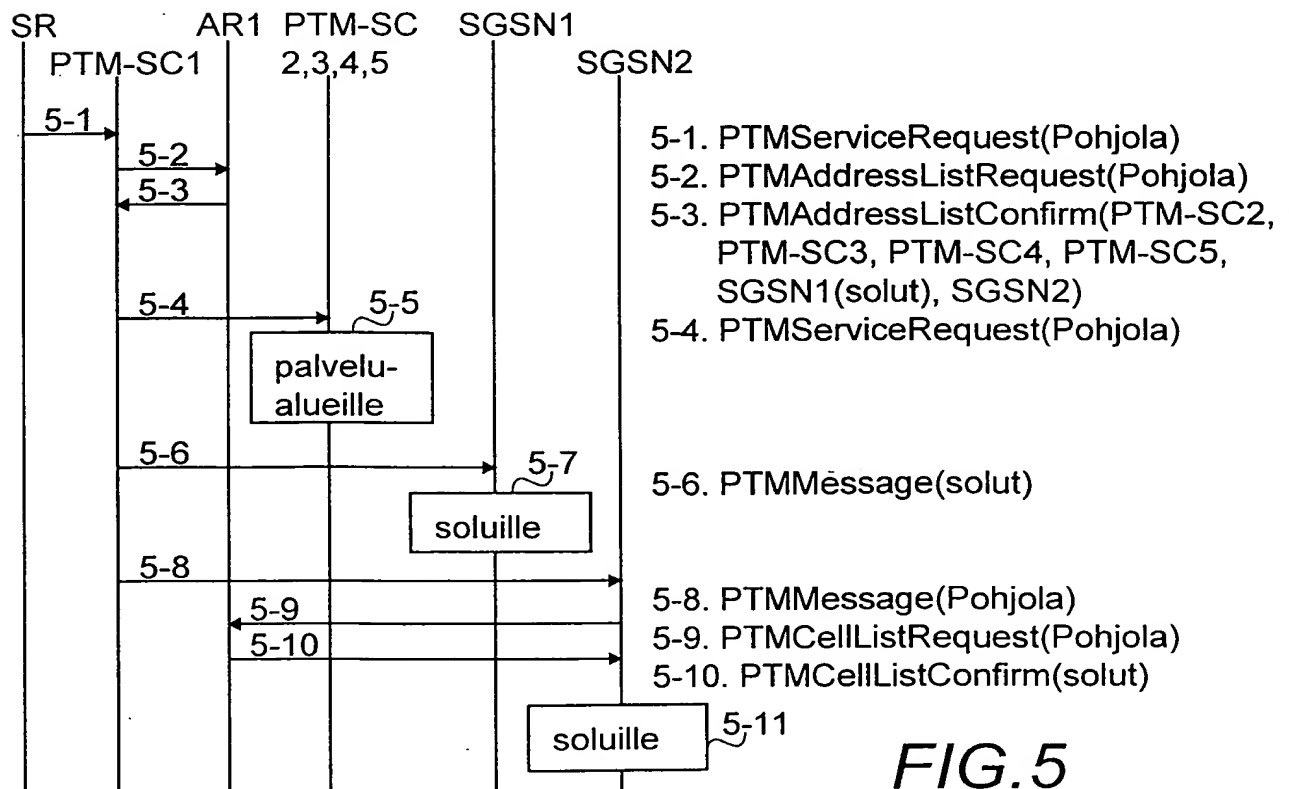 SR AR1 PTM-SC SGSN1
PTM-SC1 2,3,4,5 SGSN2
5-1
5-1. PTMServiceRequest(Pohjola)
5-2
5-2. PTMAddressListRequest(Pohjola)
5-3
5-3. PTMAddressListConfirm(PTM-SC2,
PTM-SC3, PTM-SC4, PTM-SC5,
SGSN1(solut), SGSN2)
5-4
5-5
5-4. PTMServiceRequest(Pohjola)
palvelu-
alueille
5-6
5-7
5-6. PTMMessage(solut)
soluille
5-8
5-8. PTMMessage(Pohjola)
5-9
5-9. PTMCellListRequest(Pohjola)
5-10
5-10. PTMCellListConfirm(solut)
soluille
5-11
FIG.5